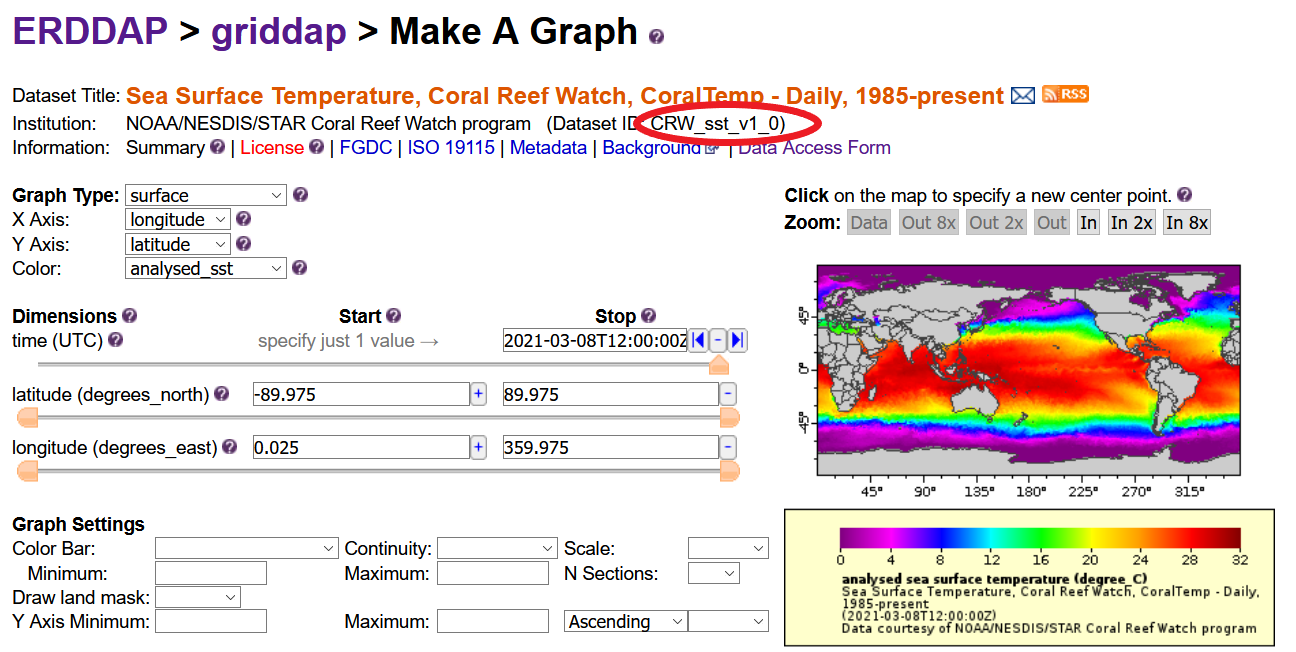 ERDDAP > griddap > Make A Graph ?
Dataset Title: Sea Surface Temperature, Coral Reef Watch, CoralTemp - Daily, 1985-present RSS
Institution: NOAA/NESDIS/STAR Coral Reef Watch program (Dataset ID: CRW_sst_v1_0)
Information: Summary ? | License ? | FGDC | ISO 19115 | Metadata | Background | Data Access Form
Graph Type: surface ?
X Axis: longitude ?
Y Axis: latitude ?
Color: analysed_sst ?
Dimensions ? Start ? Stop ?
time (UTC) ? specify just 1 value → 2021-03-08T12:00:00Z -
latitude (degrees_north) ? -89.975 + 89.975 -
longitude (degrees_east) ? 0.025 + 359.975 -
Graph Settings
Color Bar: Continuity: Scale:
Minimum: Maximum: N Sections:
Draw land mask:
Y Axis Minimum: Maximum: Ascending
Click on the map to specify a new center point. ?
Zoom: Data Out 8x Out 2x Out In In 2x In 8x
45°
0°
-45°
45° 90° 135° 180° 225° 270° 315°
0 4 8 12 16 20 24 28 32
analysed sea surface temperature (degree_C)
Sea Surface Temperature, Coral Reef Watch, CoralTemp - Daily,
1985-present
(2021-03-08T12:00:00Z)
Data courtesy of NOAA/NESDIS/STAR Coral Reef Watch program